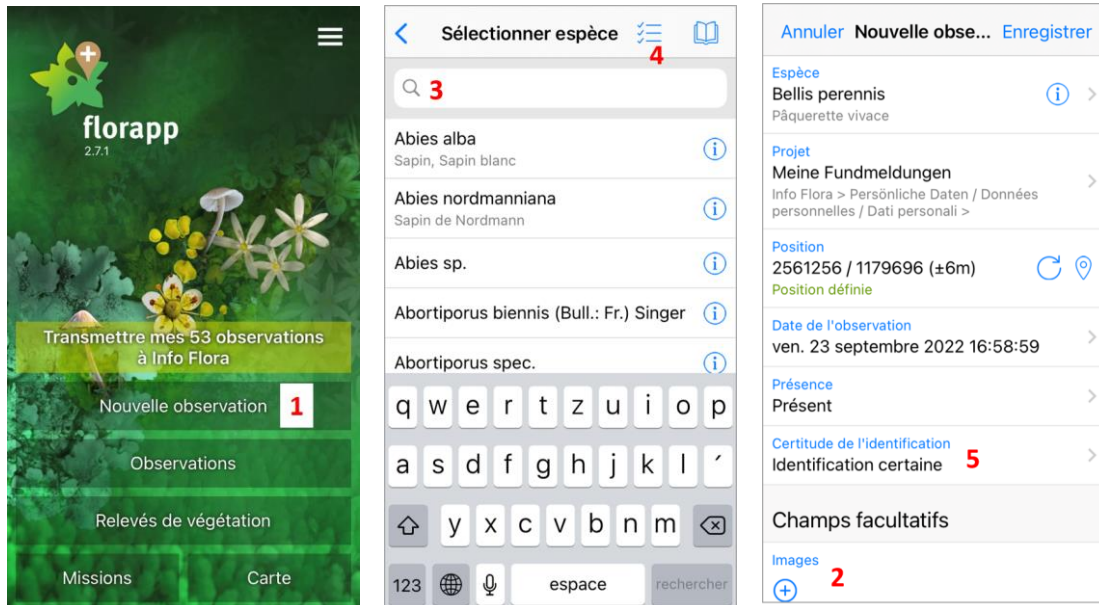 florapp
2.7.1
Transmettre mes 53 observations
à Info Flora
Nouvelle observation 1
Observations
Relevés de végétation
Missions Carte
Sélectionner espèce
4
3
Abies alba
Sapin, Sapin blanc
Abies nordmanniana
Sapin de Nordmann
Abies sp.
Abortiporus biennis (Bull.: Fr.) Singer
Abortiporus spec.
q w e r t z u i o p
a s d f g h j k l ´
y x c v b n m
123 espace rechercher
Annuler Nouvelle obse... Enregistrer
Espèce
Bellis perennis
Pâquerette vivace
Projet
Meine Fundmeldungen
Info Flora > Persönliche Daten / Données
personnelles / Dati personali >
Position
2561256 / 1179696 (±6m)
Position définie
Date de l'observation
ven. 23 septembre 2022 16:58:59
Présence
Présent
Certitude de l'identification
Identification certaine 5
Champs facultatifs
Images
2